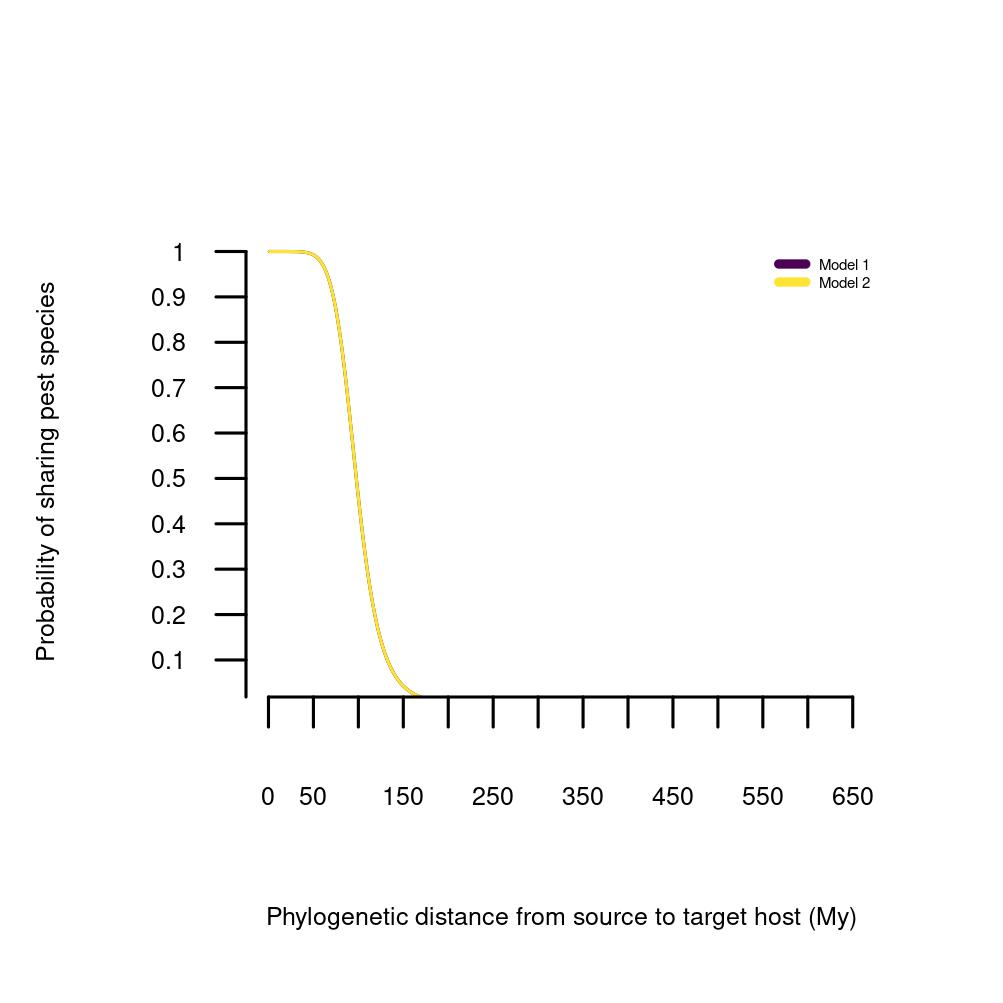 Probability of sharing pest species
1
0.9
0.8
0.7
0.6
0.5
0.4
0.3
0.2
0.1
Model 1
Model 2
0 50 150 250 350 450 550 650
Phylogenetic distance from source to target host (My)